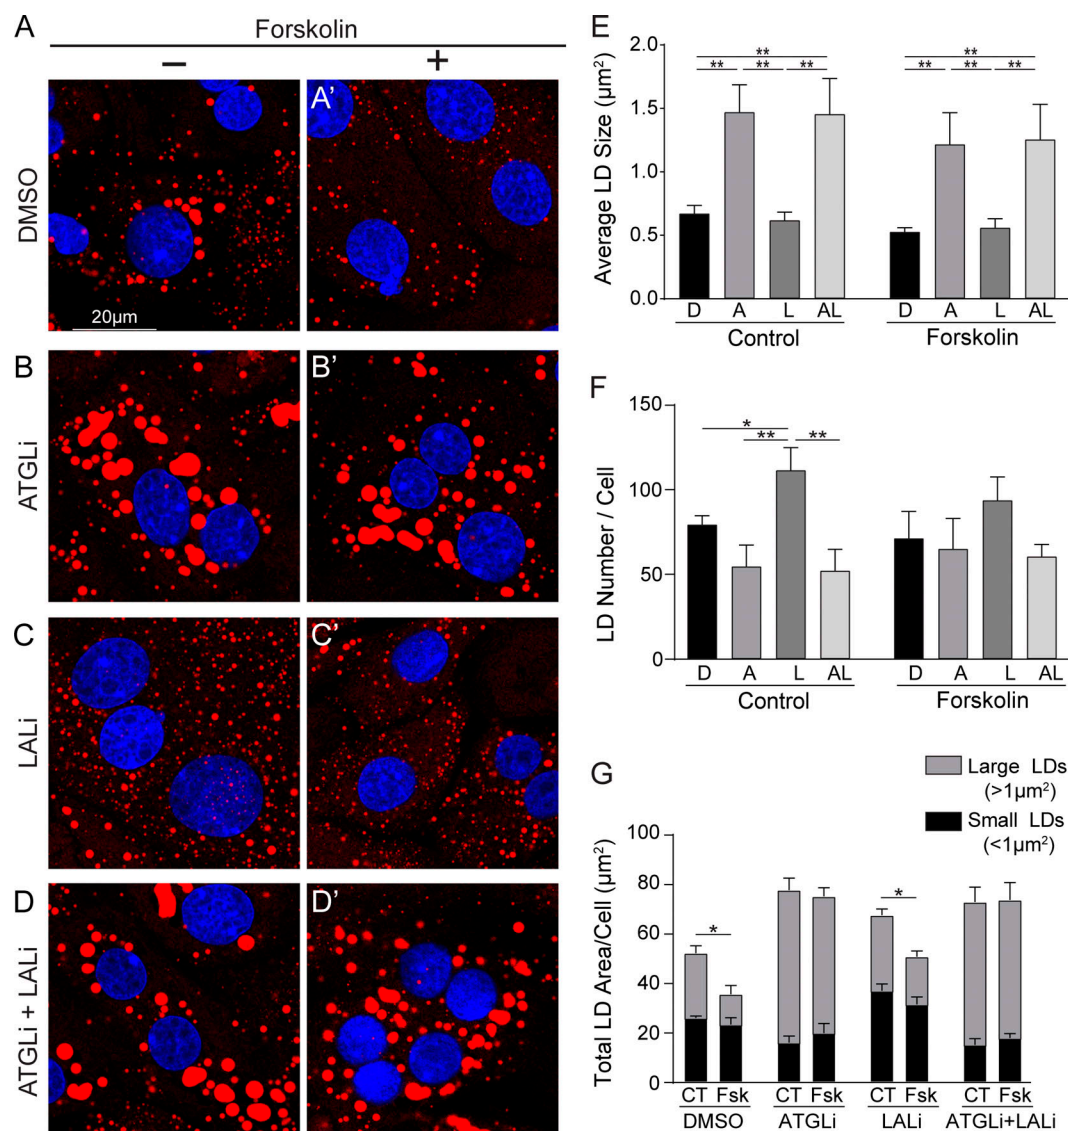 A
Forskolin
−
+
A'
DMSO
20μm
B
B'
ATGLi
C
C'
LALi
D
D'
ATGLi + LALi
E
Average LD Size (μm²)
2.0
1.5
1.0
0.5
0.0
** **
** ** ** ** ** **
D A L AL D A L AL
Control Forskolin
F
LD Number / Cell
150
100
50
0
*
** **
D A L AL D A L AL
Control Forskolin
G
Large LDs
(>1μm²)
Small LDs
(<1μm²)
Total LD Area/Cell (μm²)
100
80
60
40
20
0
* *
CT Fsk CT Fsk CT Fsk CT Fsk
DMSO ATGLi LALi ATGLi+LALi